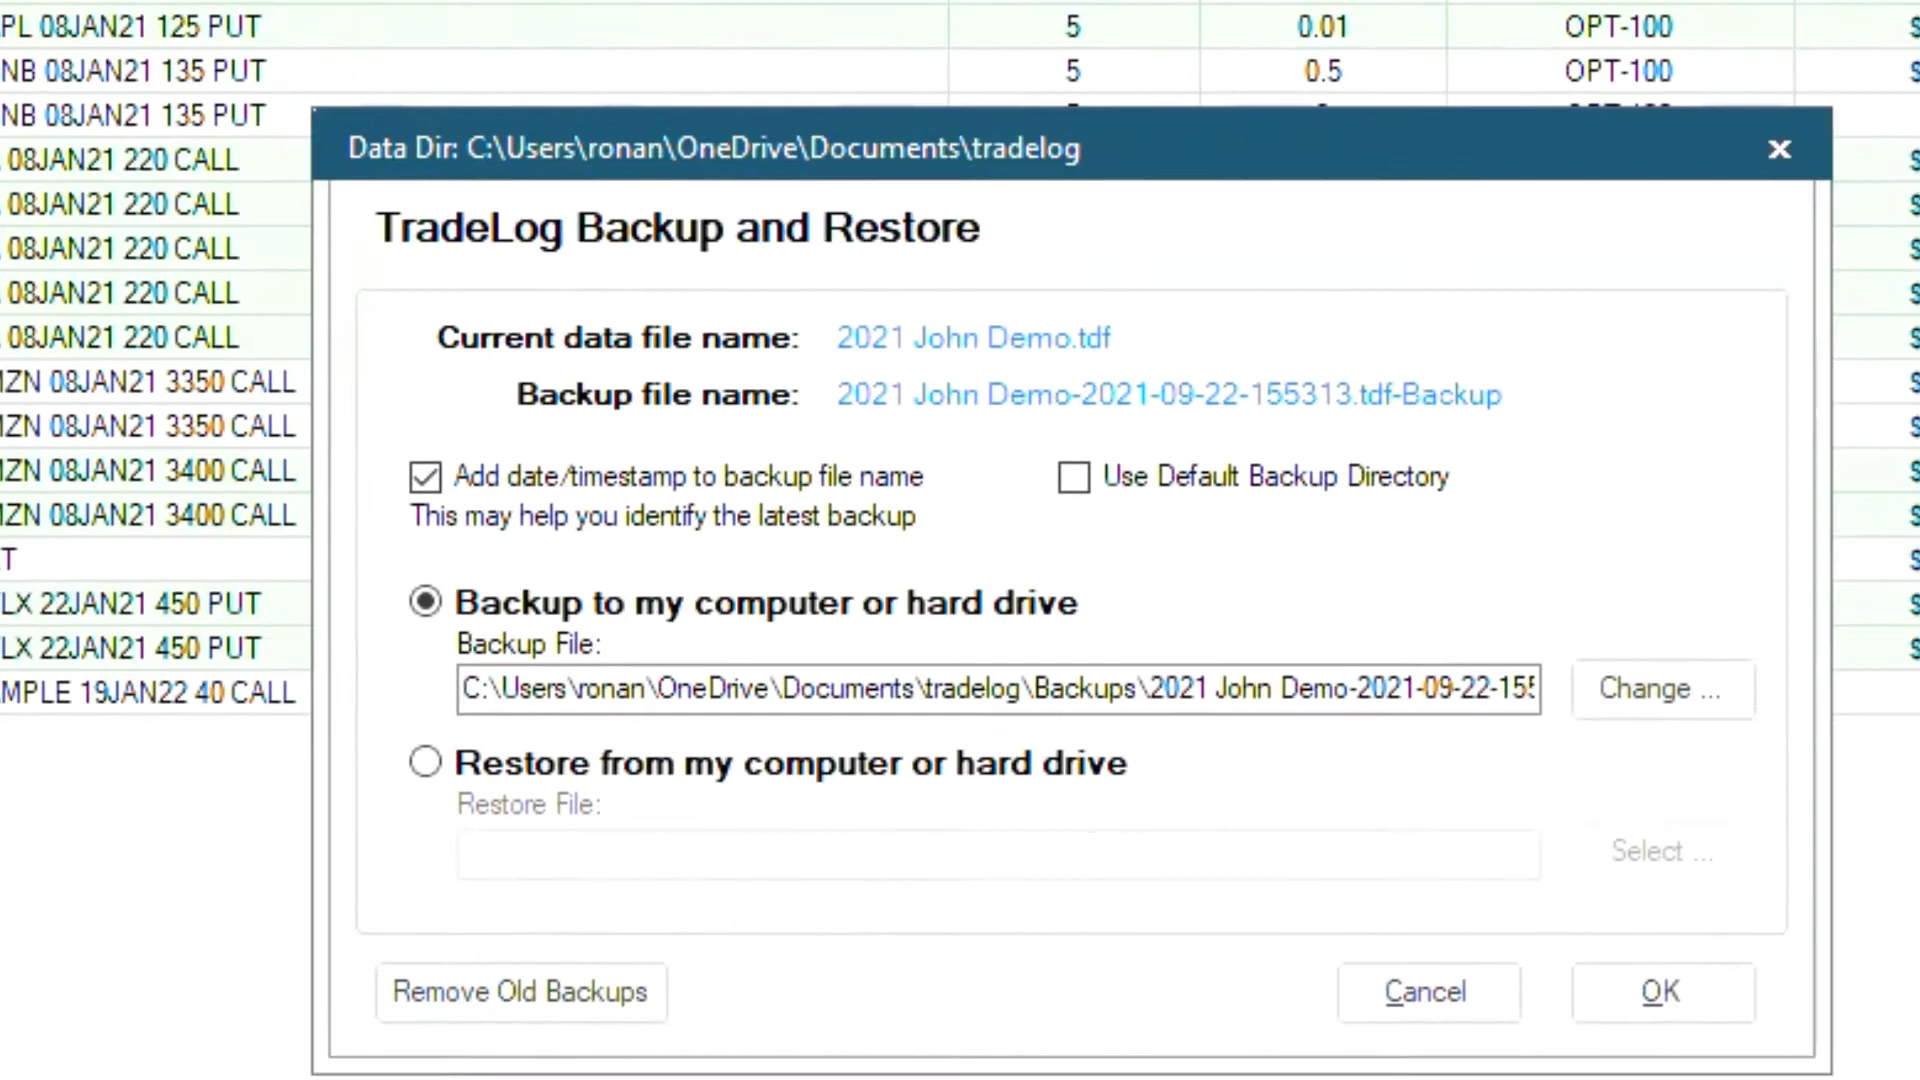 PL 08JAN21 125 PUT 5 0.01 OPT-100 $
NB 08JAN21 135 PUT 5 0.5 OPT-100 $
NB 08JAN21 135 PUT
08JAN21 220 CALL $
08JAN21 220 CALL $
08JAN21 220 CALL $
08JAN21 220 CALL $
08JAN21 220 CALL $
MZN 08JAN21 3350 CALL $
MZN 08JAN21 3350 CALL $
MZN 08JAN21 3400 CALL $
MZN 08JAN21 3400 CALL $
T $
LX 22JAN21 450 PUT $
LX 22JAN21 450 PUT $
MPLE 19JAN22 40 CALL
Data Dir: C:\Users\ronan\OneDrive\Documents\tradelog
TradeLog Backup and Restore
Current data file name: 2021 John Demo.tdf
Backup file name: 2021 John Demo-2021-09-22-155313.tdf-Backup
Add date/timestamp to backup file name Use Default Backup Directory
This may help you identify the latest backup
Backup to my computer or hard drive
Backup File:
C:\Users\ronan\OneDrive\Documents\tradelog\Backups\2021 John Demo-2021-09-22-155 Change ...
Restore from my computer or hard drive
Restore File:
Select ...
Remove Old Backups Cancel OK